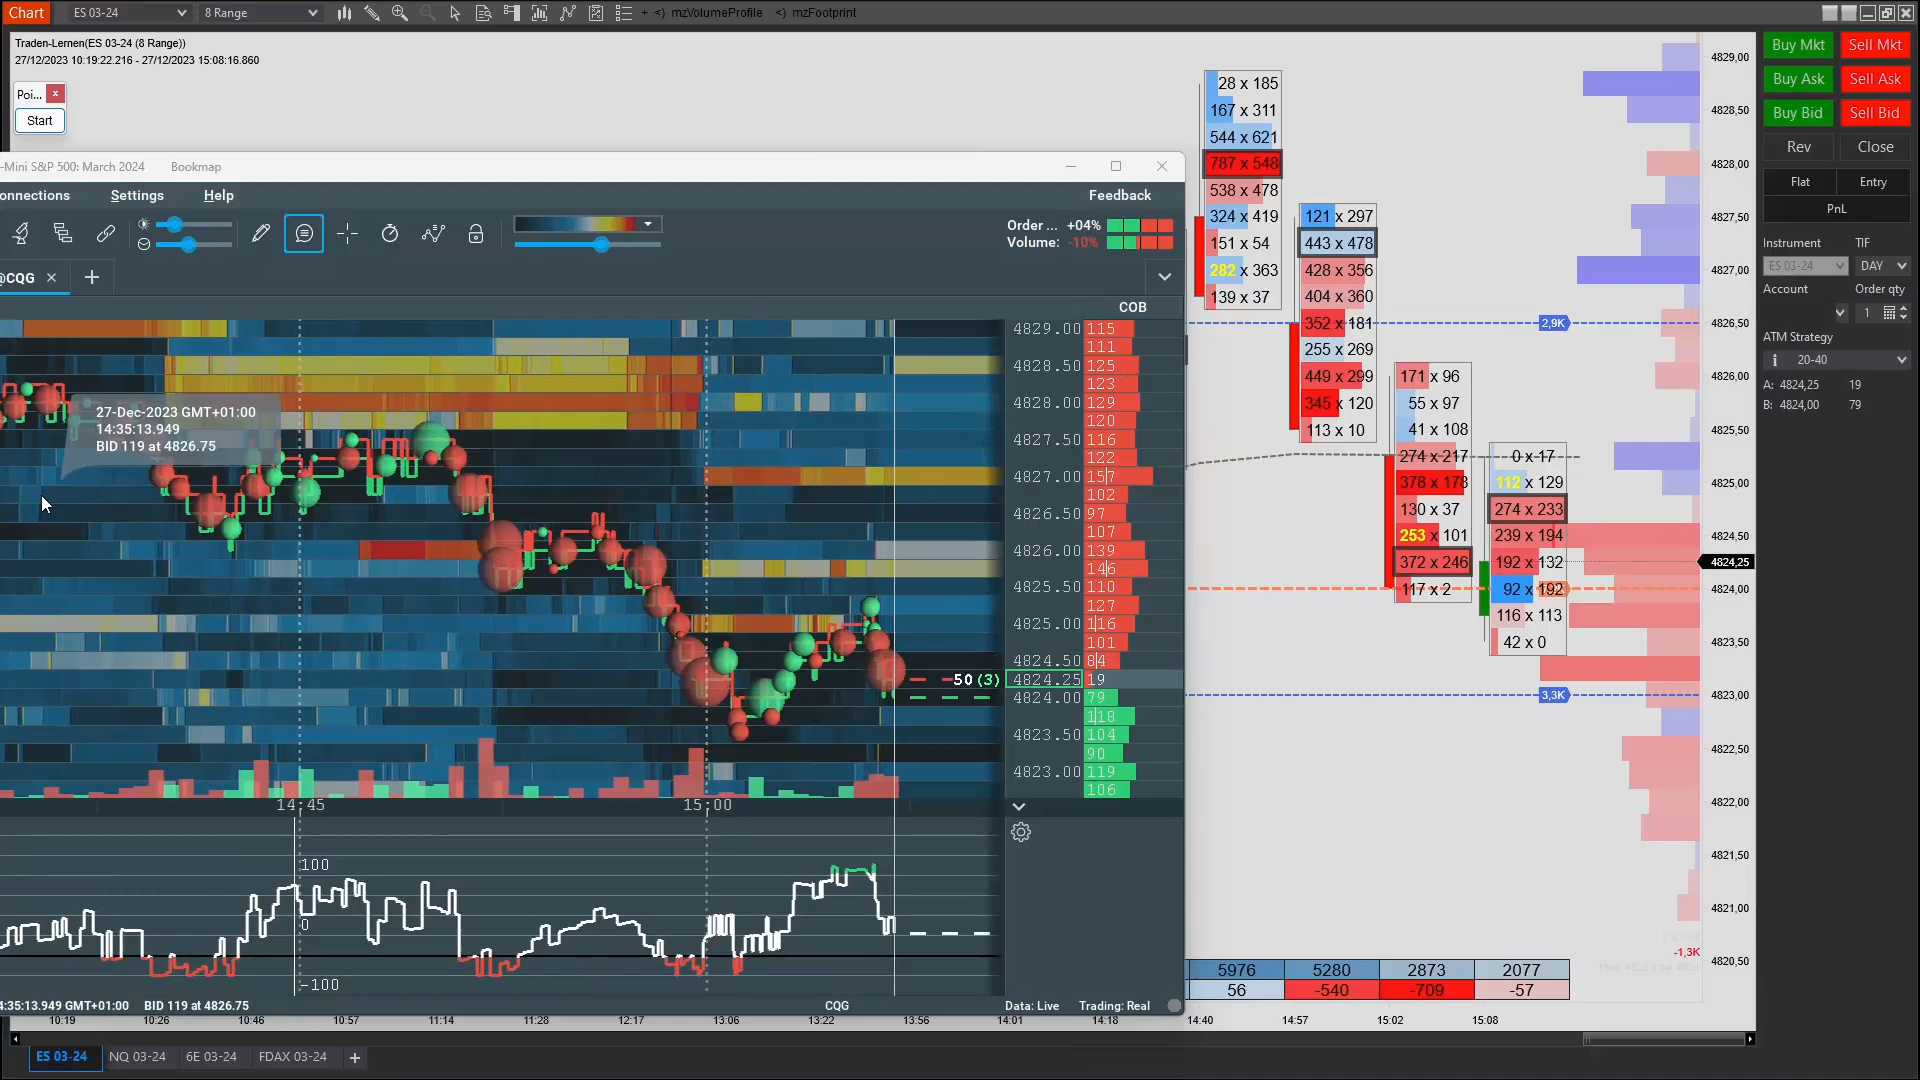 Chart ES 03-24 8 Range + <> mzVolumeProfile <> mzFootprint
Traden-Lernen(ES 03-24 (8 Range))
27/12/2023 10:19:22.216 - 27/12/2023 15:08:16.860
Poi... x
Start
-Mini S&P 500: March 2024 Bookmap
onnections Settings Help Feedback
Order ... +04%
Volume: -10%
@CQG
COB
27-Dec-2023 GMT+01:00
14:35:13.949
BID 119 at 4826.75
4829.00 115
111
4828.50 125
123
4828.00 129
120
4827.50 116
122
4827.00 157
102
4826.50 97
107
4826.00 139
146
4825.50 110
127
4825.00 116
101
4824.50 84
50 (3) 4824.25 19
4824.00 79
118
4823.50 104
90
4823.00 119
106
14:45 15:00
100
0
-100
4:35:13.949 GMT+01:00 BID 119 at 4826.75 CQG Data: Live Trading: Real
28 x 185
167 x 311
544 x 621
787 x 548
538 x 478
324 x 419
151 x 54
282 x 363
139 x 37
121 x 297
443 x 478
428 x 356
404 x 360
352 x 181
255 x 269
449 x 299
345 x 120
113 x 10
171 x 96
55 x 97
41 x 108
274 x 217
378 x 178
130 x 37
253 x 101
372 x 246
117 x 2
0 x 17
112 x 129
274 x 233
239 x 194
192 x 132
92 x 192
116 x 113
42 x 0
2,9K
3,3K
-1,3K
5976 5280 2873 2077
56 -540 -709 -57
4829,00
4828,50
4828,00
4827,50
4827,00
4826,50
4826,00
4825,50
4825,00
4824,50
4824,25
4824,00
4823,50
4823,00
4822,50
4822,00
4821,50
4821,00
4820,50
10:19 10:26 10:46 10:57 11:14 11:28 12:17 13:06 13:22 13:56 14:01 14:18 14:40 14:57 15:02 15:08
ES 03-24 NQ 03-24 6E 03-24 FDAX 03-24 +
Buy Mkt Sell Mkt
Buy Ask Sell Ask
Buy Bid Sell Bid
Rev Close
Flat Entry
PnL
Instrument TIF
ES 03-24 DAY
Account Order qty
1
ATM Strategy
20-40
A: 4824,25 19
B: 4824,00 79